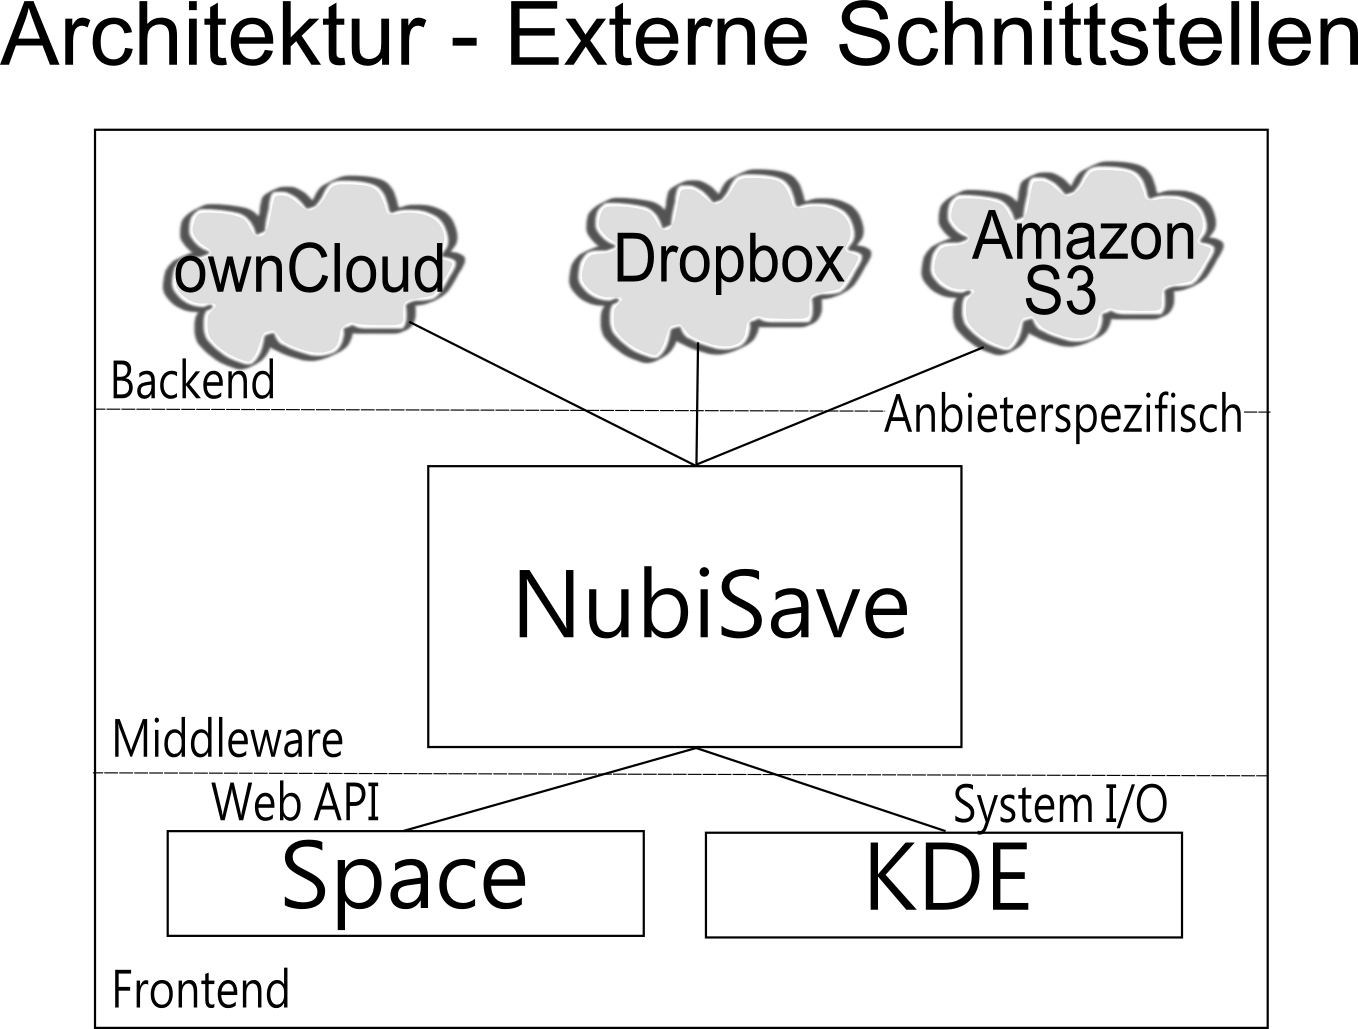 Architektur - Externe Schnittstellen
ownCloud
Dropbox
Amazon
S3
Backend
Anbieterspezifisch
NubiSave
Middleware
Web API
System I/O
Space
KDE
Frontend